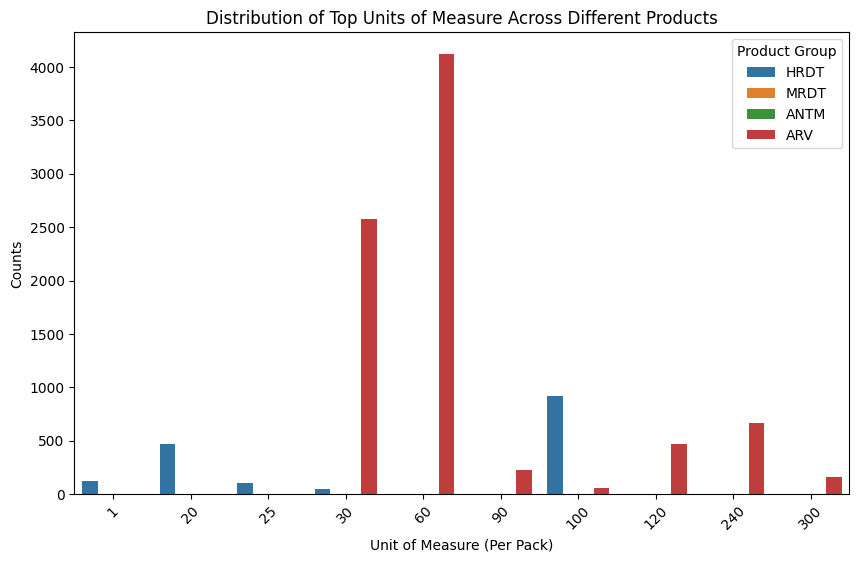 Distribution of Top Units of Measure Across Different Products
Product Group
HRDT
MRDT
ANTM
ARV
4000
3500
3000
2500
2000
1500
1000
500
0
Counts
1
20
25
30
60
90
100
120
240
300
Unit of Measure (Per Pack)